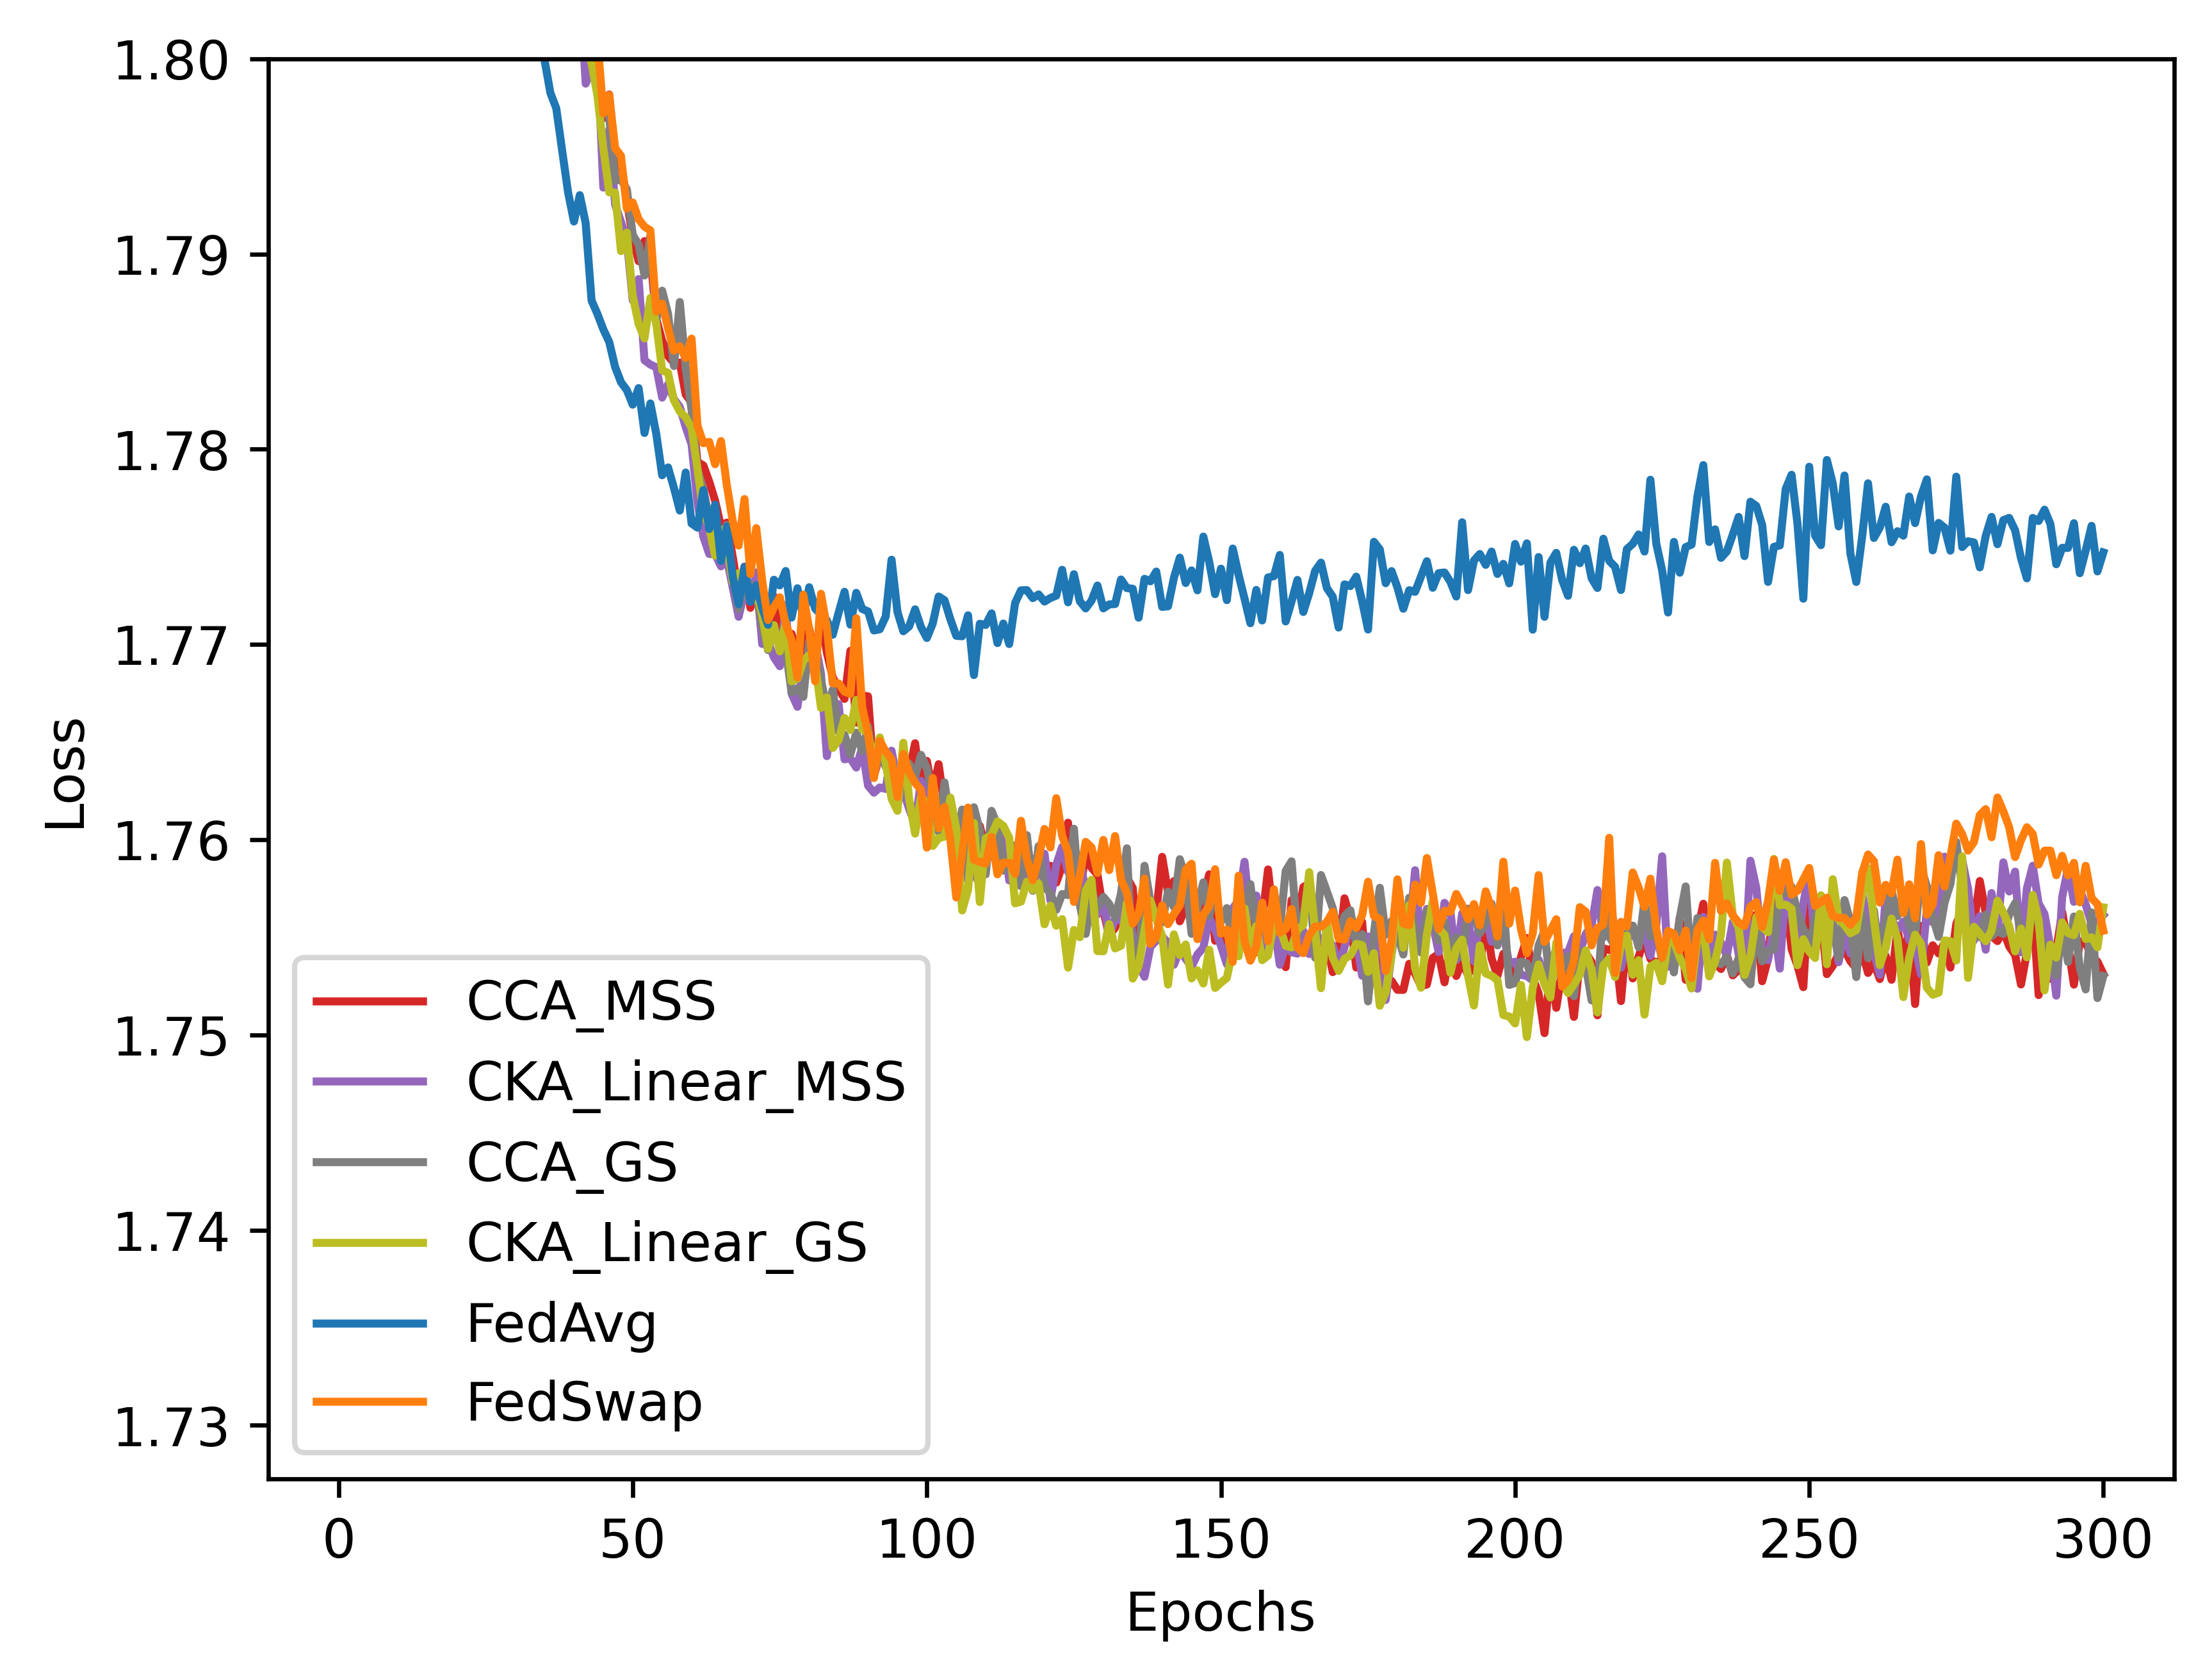 1.80
1.79
1.78
1.77
1.76
1.75
1.74
1.73
Loss
CCA_MSS
CKA_Linear_MSS
CCA_GS
CKA_Linear_GS
FedAvg
FedSwap
0 50 100 150 200 250 300
Epochs